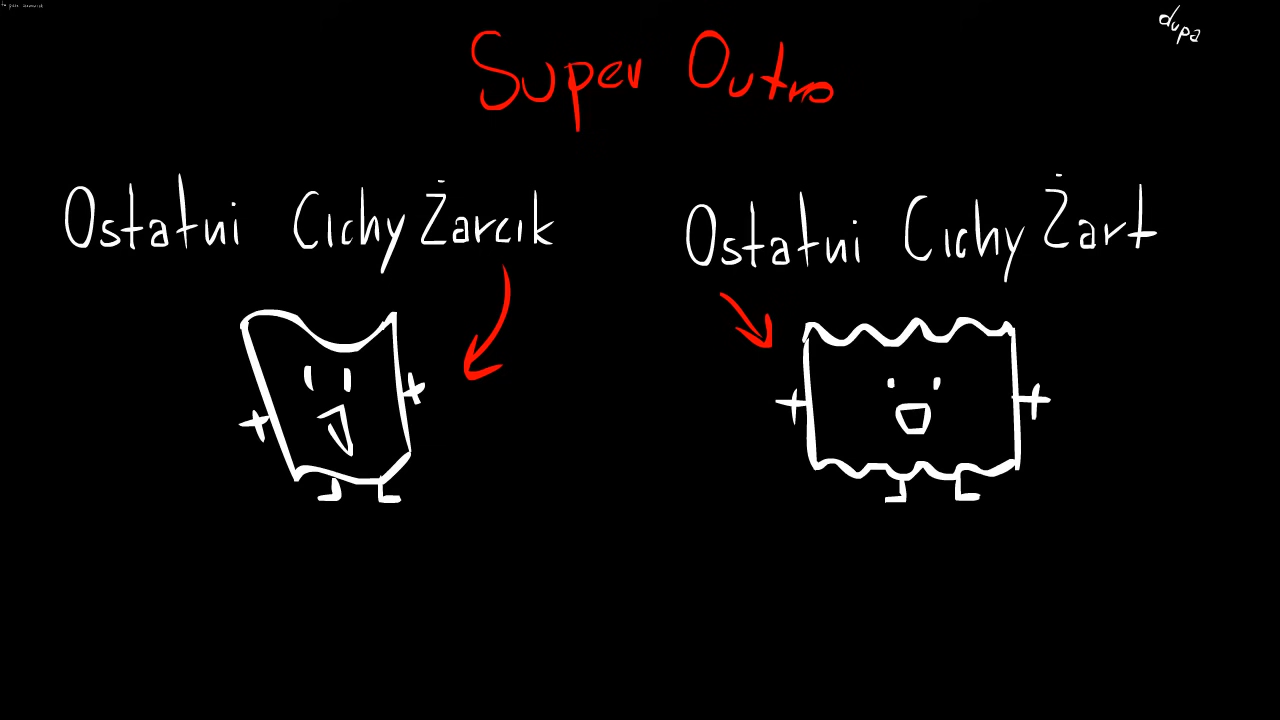 dupa
Super Outro
Ostatni Cichy Żarcik
Ostatni Cichy Żart